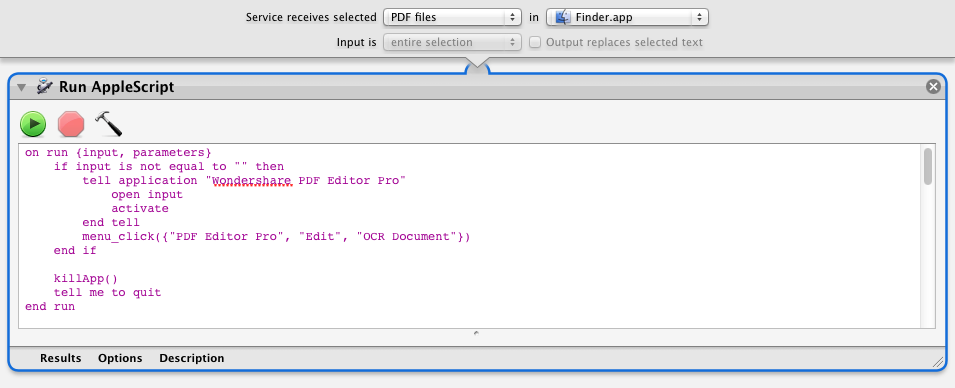 Service receives selected PDF files in Finder.app
Input is entire selection Output replaces selected text
Run AppleScript
on run {input, parameters}
    if input is not equal to "" then
        tell application "Wondershare PDF Editor Pro"
            open input
            activate
        end tell
        menu_click({"PDF Editor Pro", "Edit", "OCR Document"})
    end if
    killApp()
    tell me to quit
end run
Results Options Description